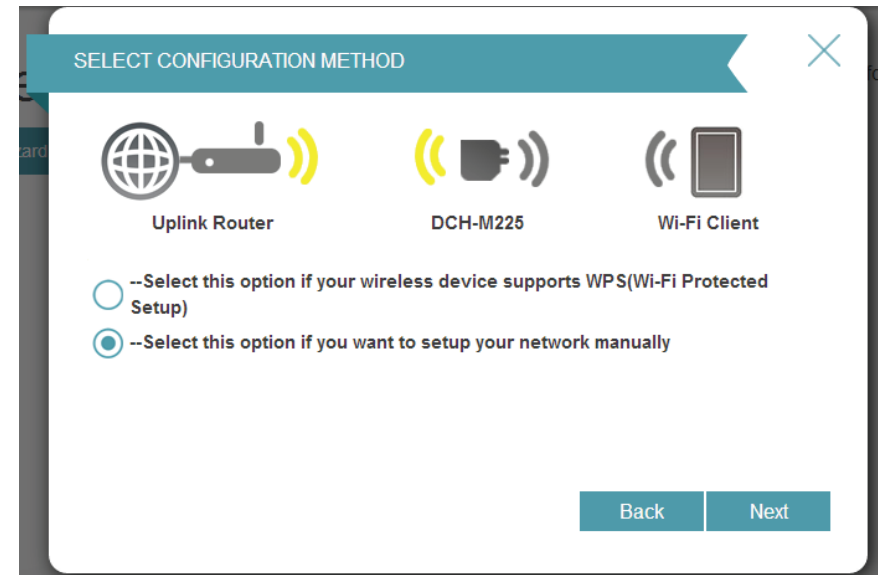 SELECT CONFIGURATION METHOD
Uplink Router
DCH-M225
Wi-Fi Client
--Select this option if your wireless device supports WPS(Wi-Fi Protected
Setup)
--Select this option if you want to setup your network manually
Back
Next